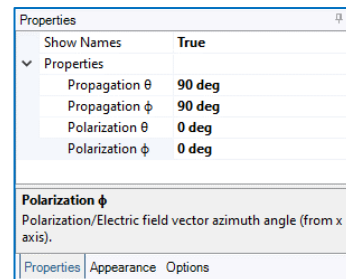 Properties
Show Names True
Properties
Propagation θ 90 deg
Propagation ϕ 90 deg
Polarization θ 0 deg
Polarization ϕ 0 deg
Polarization ϕ
Polarization/Electric field vector azimuth angle (from x
axis).
Properties Appearance Options